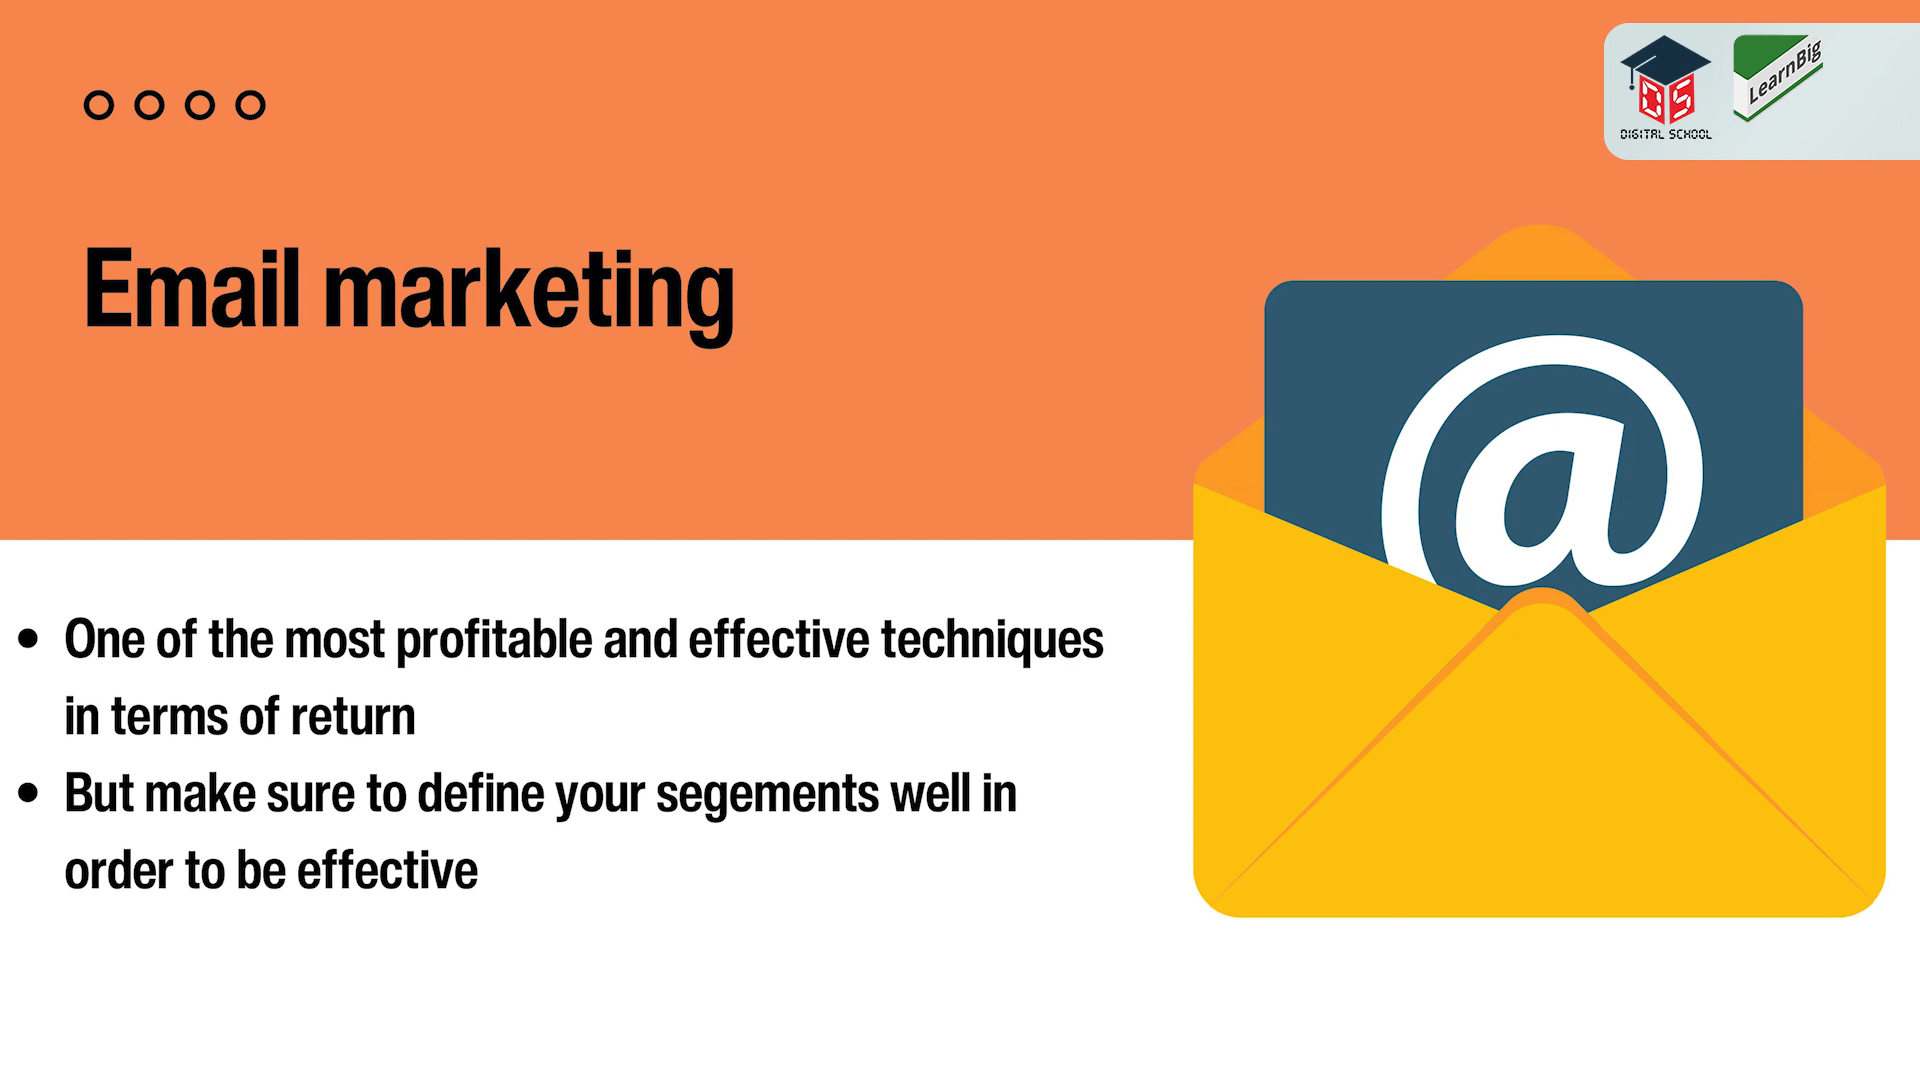 DS
DIGITAL SCHOOL
LearnBig
Email marketing
@
• One of the most profitable and effective techniques
in terms of return
• But make sure to define your segements well in
order to be effective